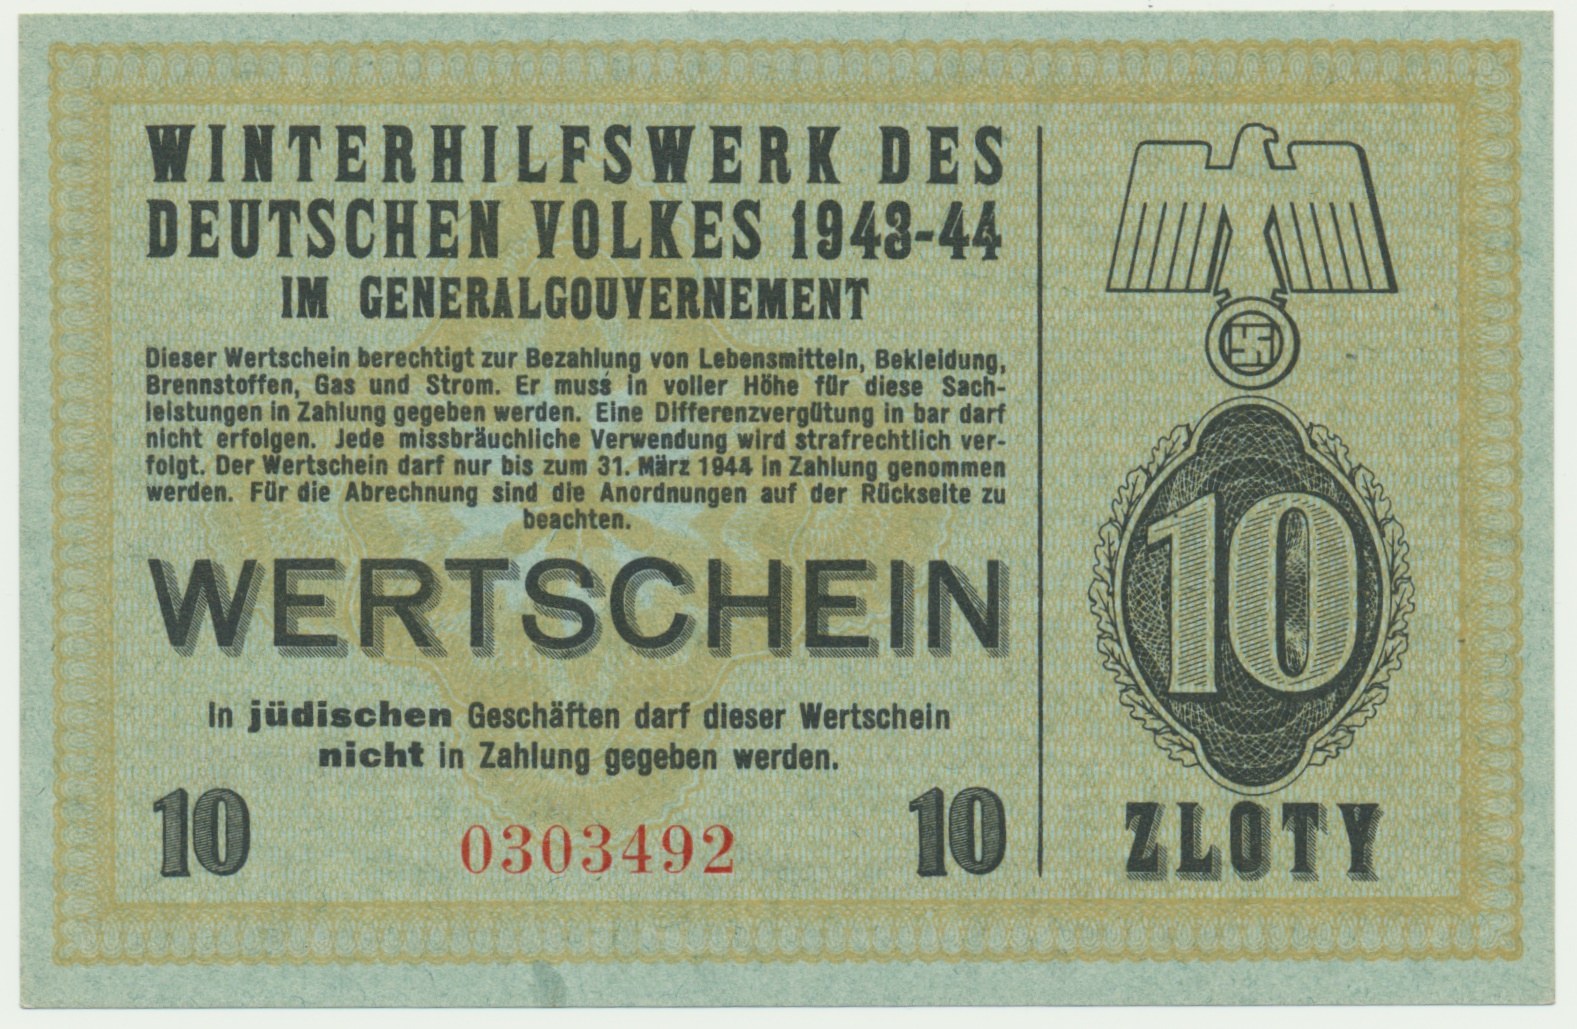 WINTERHILFSWERK DES
DEUTSCHEN VOLKES 1943-44
IM GENERALGOUVERNEMENT
Dieser Wertschein berechtigt zur Bezahlung von Lebensmitteln, Bekleidung,
Brennstoffen, Gas und Strom. Er muss in voller Höhe für diese Sach-
leistungen in Zahlung gegeben werden. Eine Differenzvergütung in bar darf
nicht erfolgen. Jede missbräuchliche Verwendung wird strafrechtlich ver-
folgt. Der Wertschein darf nur bis zum 31. März 1944 in Zahlung genommen
werden. Für die Abrechnung sind die Anordnungen auf der Rückseite zu
beachten.
WERTSCHEIN
In jüdischen Geschäften darf dieser Wertschein
nicht in Zahlung gegeben werden.
10
0303492
10
10
ZLOTY